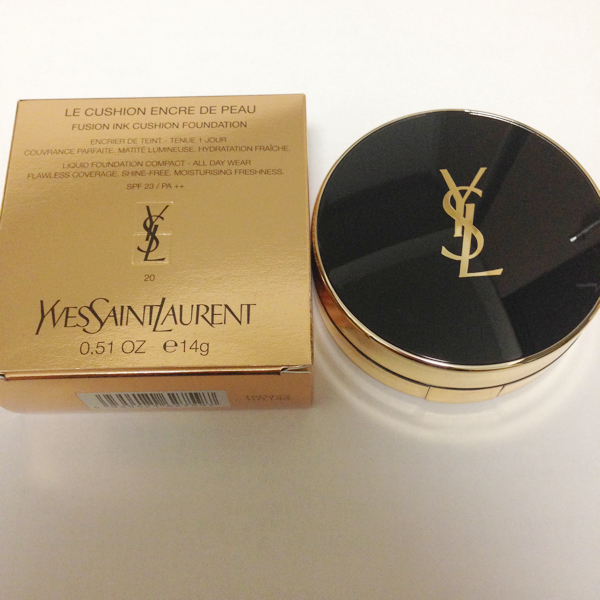 LE CUSHION ENCRE DE PEAU
FUSION INK CUSHION FOUNDATION
ENCRIER DE TEINT - TENUE 1 JOUR
COUVRANCE PARFAITE. MATITÉ LUMINEUSE. HYDRATATION FRAÎCHE.
LIQUID FOUNDATION COMPACT - ALL DAY WEAR
FLAWLESS COVERAGE. SHINE-FREE. MOISTURISING FRESHNESS.
SPF 23 / PA ++
YSL
20
YVESSAINTLAURENT
0.51 OZ ℮14g
YSL